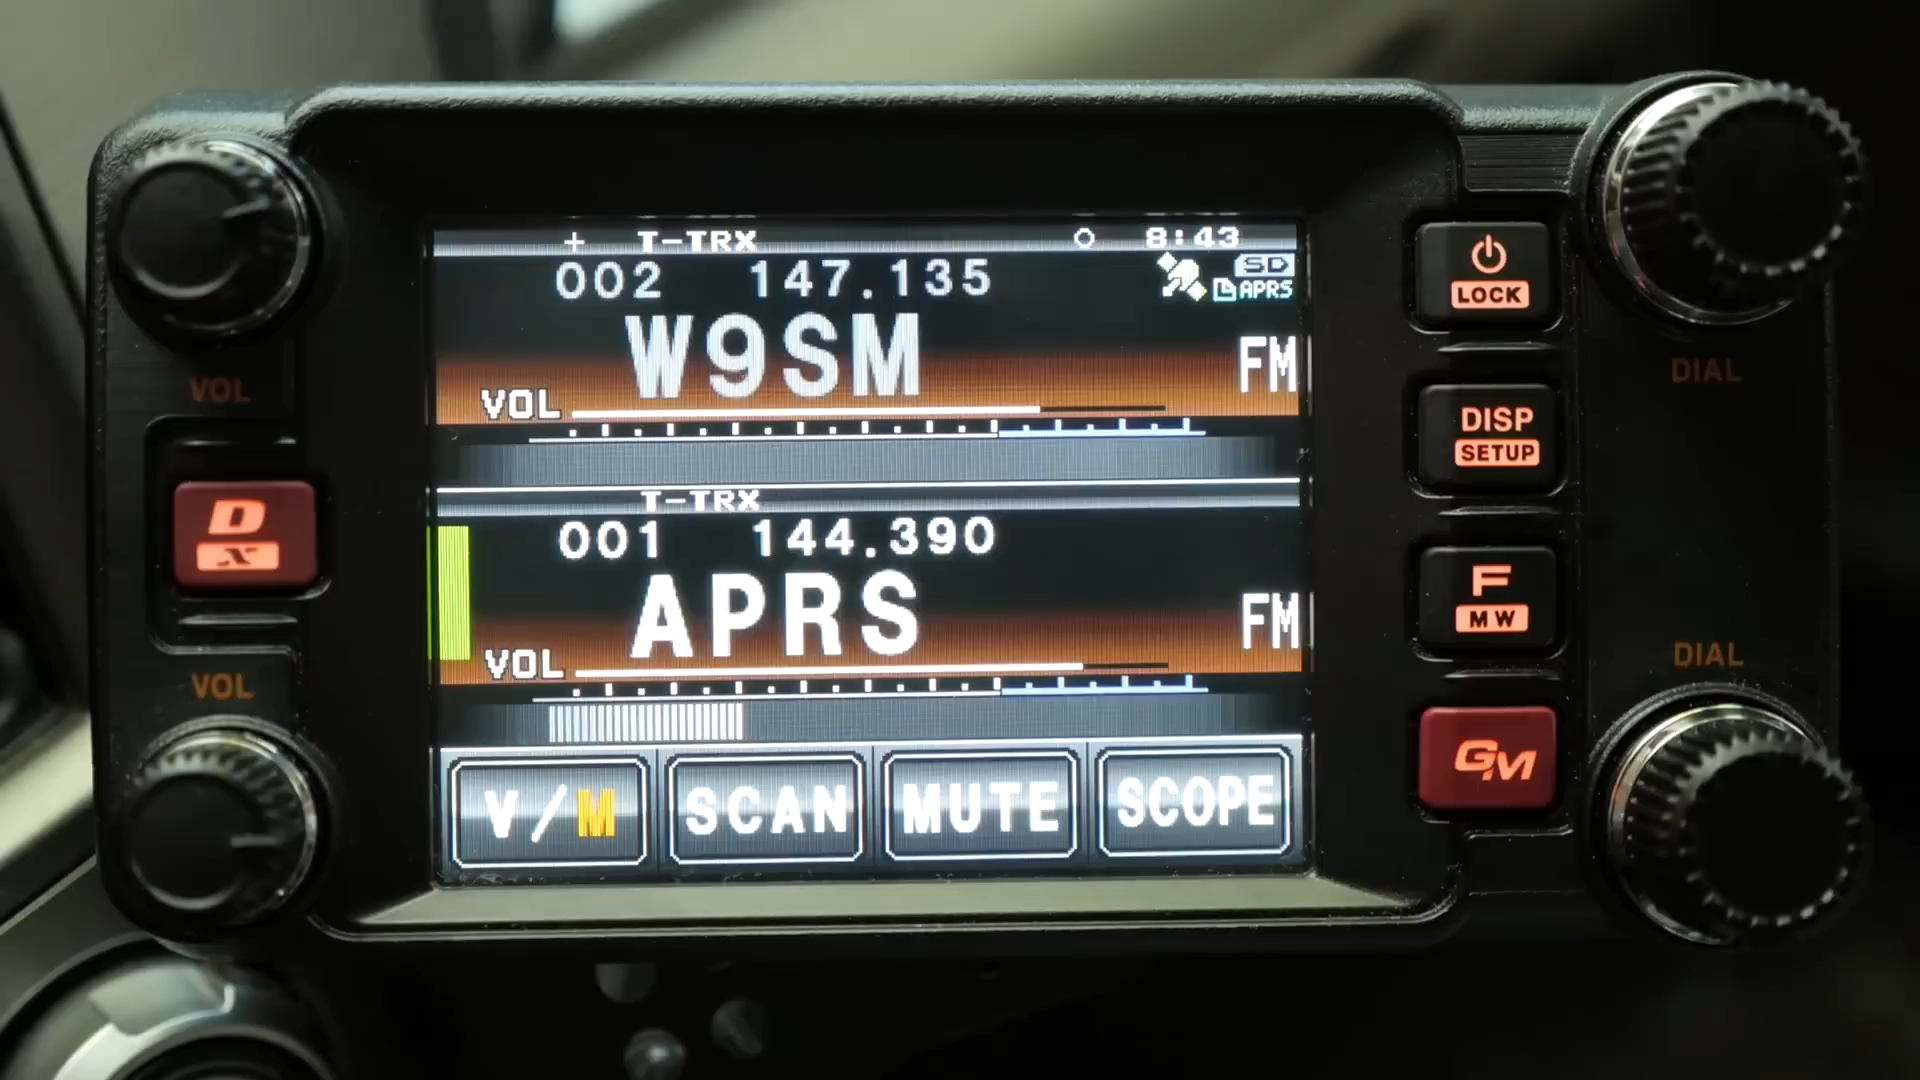 + T-TRX 8:43
002 147.135 SD
APRS
W9SM FM
VOL
T-TRX
001 144.390
APRS FM
VOL
V/M SCAN MUTE SCOPE
VOL
D
X
VOL
LOCK
DISP
SETUP
F
MW
GM
DIAL
DIAL